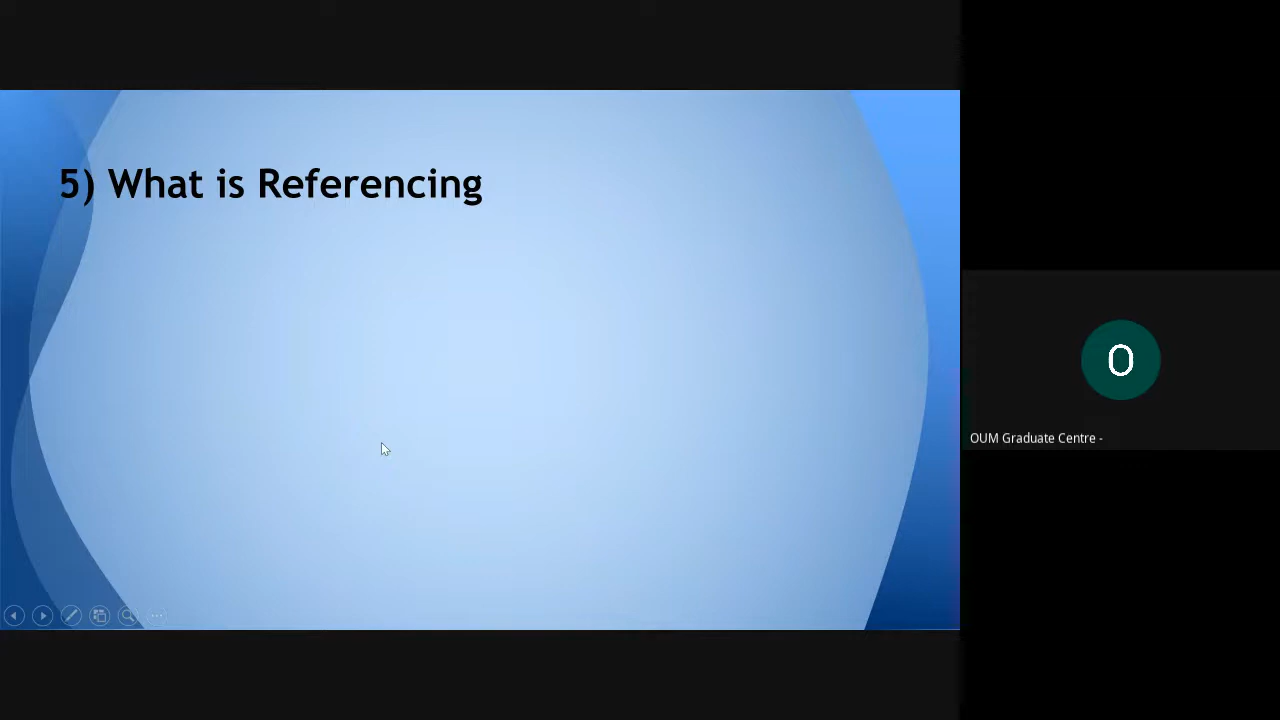 5) What is Referencing
O
OUM Graduate Centre -